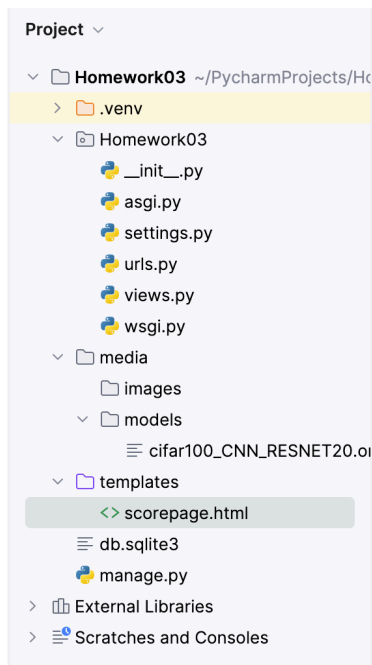 Project
Homework03 ~/PycharmProjects/Ho
.venv
Homework03
__init__.py
asgi.py
settings.py
urls.py
views.py
wsgi.py
media
images
models
cifar100_CNN_RESNET20.on
templates
<> scorepage.html
db.sqlite3
manage.py
External Libraries
Scratches and Consoles